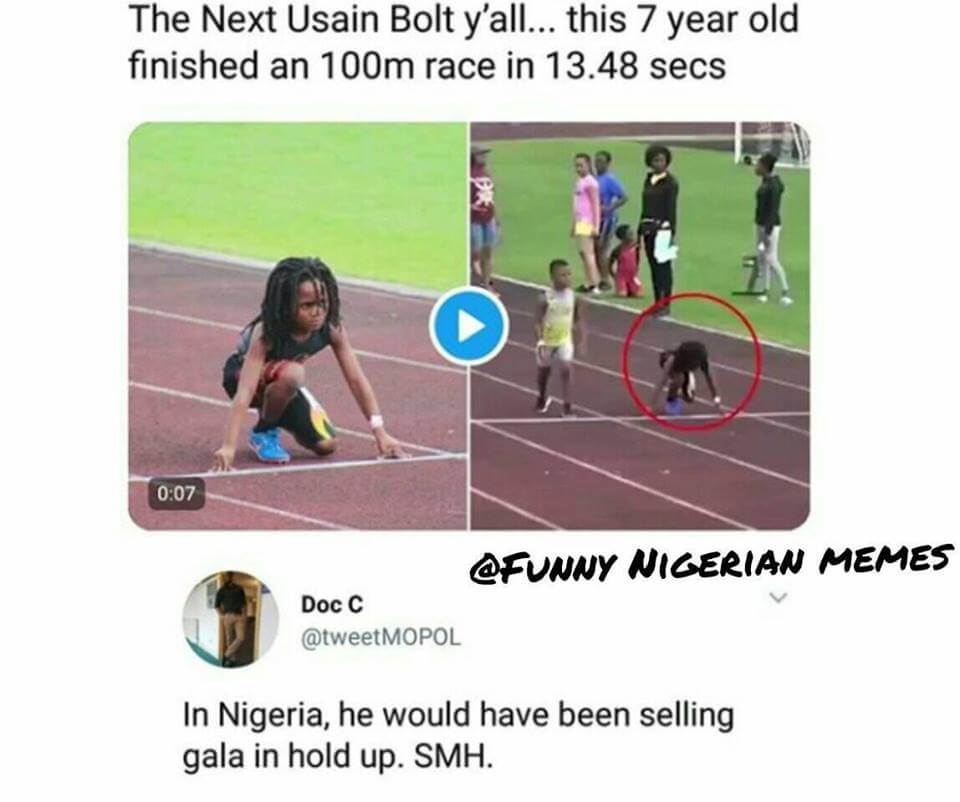 The Next Usain Bolt y'all... this 7 year old
finished an 100m race in 13.48 secs
0:07
@Funny Nigerian memes
Doc C
@tweetMOPOL
In Nigeria, he would have been selling
gala in hold up. SMH.